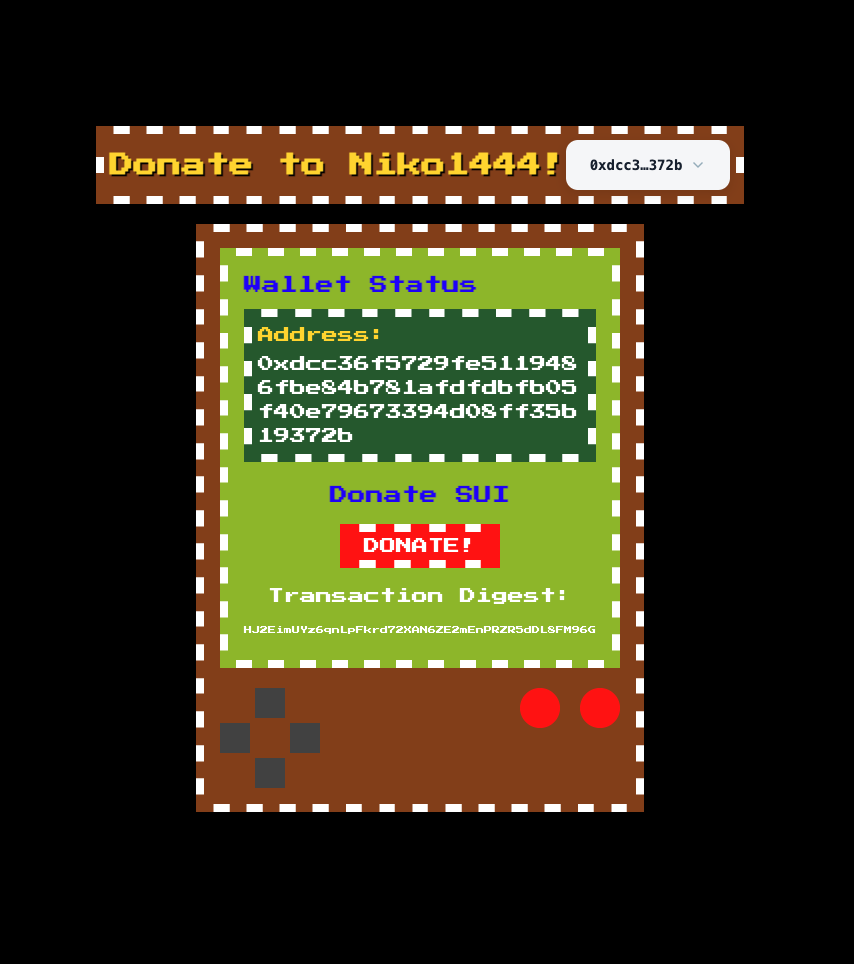 Donate to Niko1444!
0xdcc3…372b
Wallet Status
Address:
0xdcc36f5729fe511948
6fbe84b781afdfdbfb05
f40e79673394d08ff35b
19372b
Donate SUI
DONATE!
Transaction Digest:
HJ2EimUYz6qnLpFkrd72XAN6ZE2mEnPRZR5dDL8FM96G